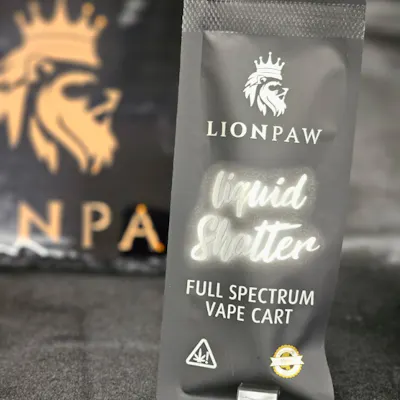 LIONPAW
liquid
Shatter
FULL SPECTRUM
VAPE CART
NPA